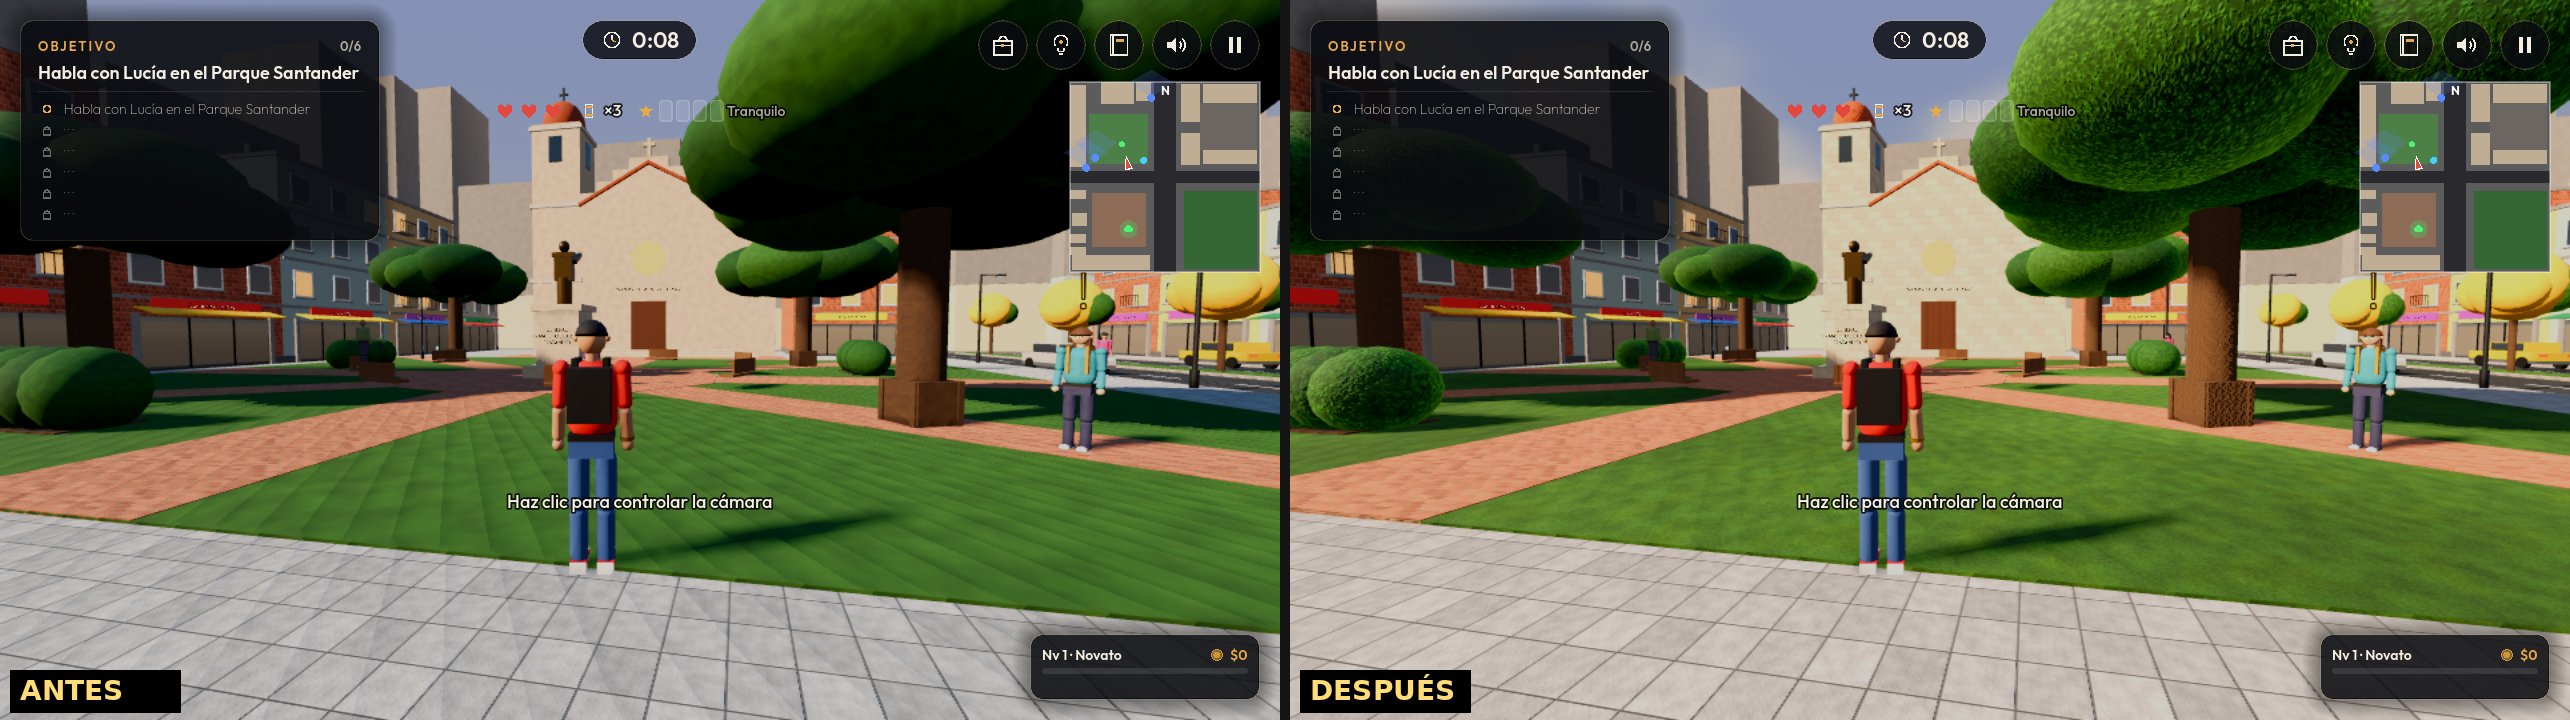 OBJETIVO 0/6
Habla con Lucía en el Parque Santander
Habla con Lucía en el Parque Santander
...
...
...
...
...
0:08
×3 Tranquilo
N
Haz clic para controlar la cámara
Nv 1 · Novato $0
ANTES
OBJETIVO 0/6
Habla con Lucía en el Parque Santander
Habla con Lucía en el Parque Santander
...
...
...
...
...
0:08
×3 Tranquilo
N
Haz clic para controlar la cámara
Nv 1 · Novato $0
DESPUÉS